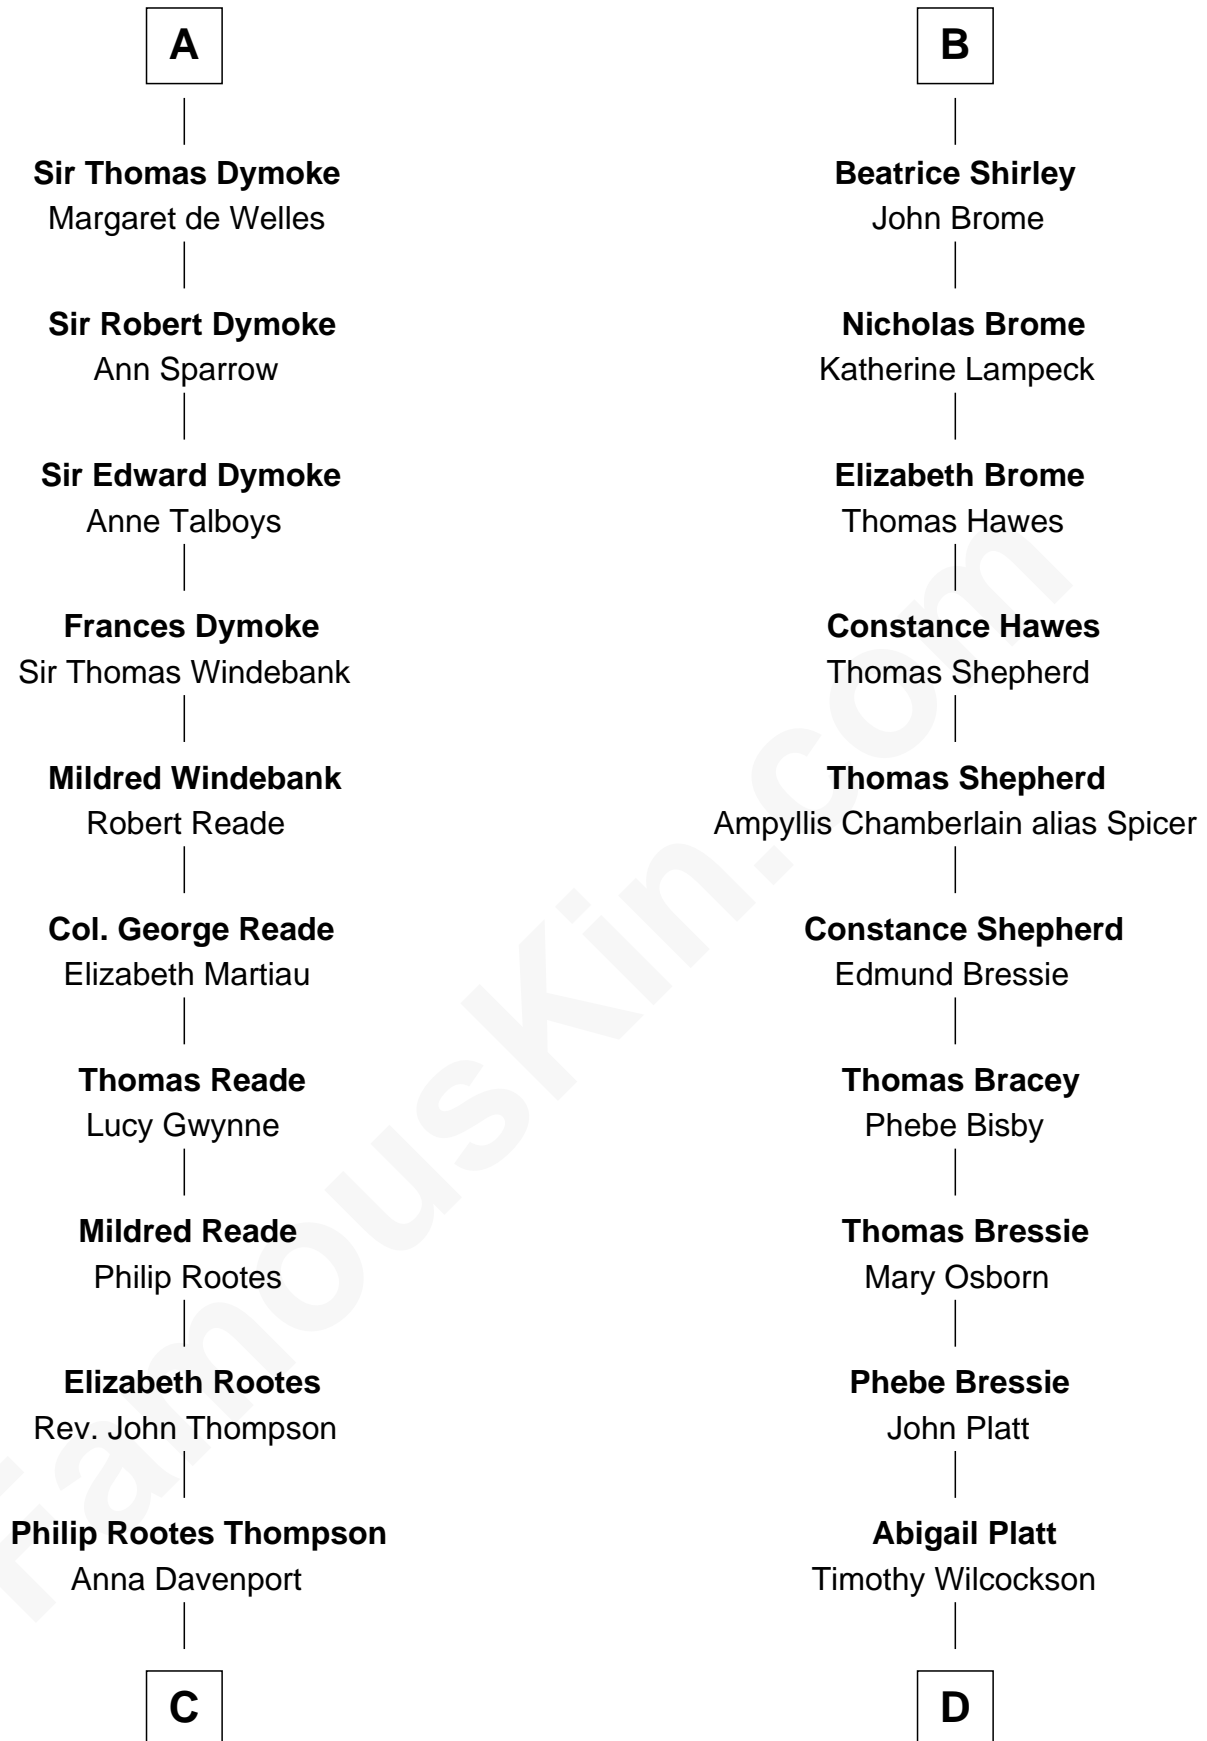 A
Sir Thomas Dymoke
Margaret de Welles
Sir Robert Dymoke
Ann Sparrow
Sir Edward Dymoke
Anne Talboys
Frances Dymoke
Sir Thomas Windebank
Mildred Windebank
Robert Reade
Col. George Reade
Elizabeth Martiau
Thomas Reade
Lucy Gwynne
Mildred Reade
Philip Rootes
Elizabeth Rootes
Rev. John Thompson
Philip Rootes Thompson
Anna Davenport
C
B
Beatrice Shirley
John Brome
Nicholas Brome
Katherine Lampeck
Elizabeth Brome
Thomas Hawes
Constance Hawes
Thomas Shepherd
Thomas Shepherd
Ampyllis Chamberlain alias Spicer
Constance Shepherd
Edmund Bressie
Thomas Bracey
Phebe Bisby
Thomas Bressie
Mary Osborn
Phebe Bressie
John Platt
Abigail Platt
Timothy Wilcockson
D
FamousKin.com